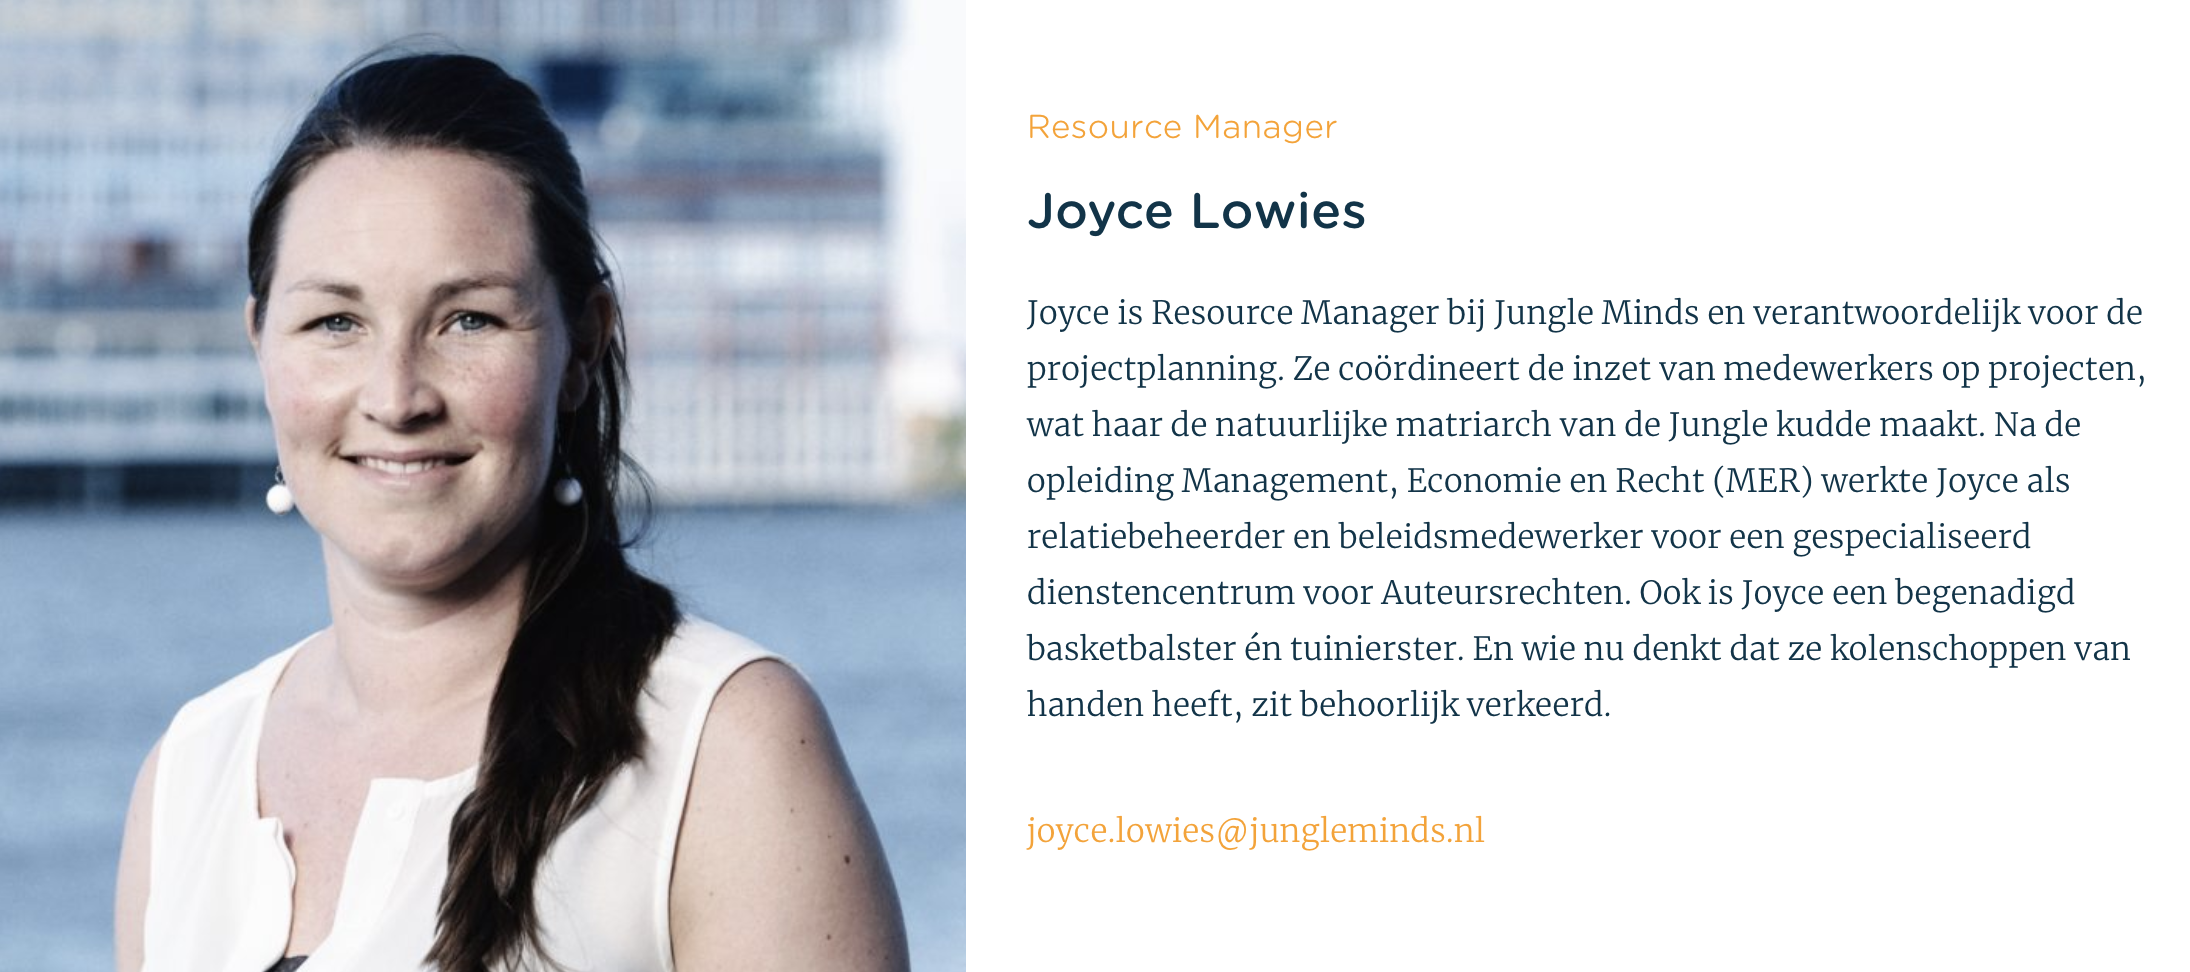 Resource Manager
Joyce Lowies
Joyce is Resource Manager bij Jungle Minds en verantwoordelijk voor de
projectplanning. Ze coördineert de inzet van medewerkers op projecten,
wat haar de natuurlijke matriarch van de Jungle kudde maakt. Na de
opleiding Management, Economie en Recht (MER) werkte Joyce als
relatiebeheerder en beleidsmedewerker voor een gespecialiseerd
dienstencentrum voor Auteursrechten. Ook is Joyce een begenadigd
basketbalster én tuinierster. En wie nu denkt dat ze kolenschoppen van
handen heeft, zit behoorlijk verkeerd.
joyce.lowies@jungleminds.nl